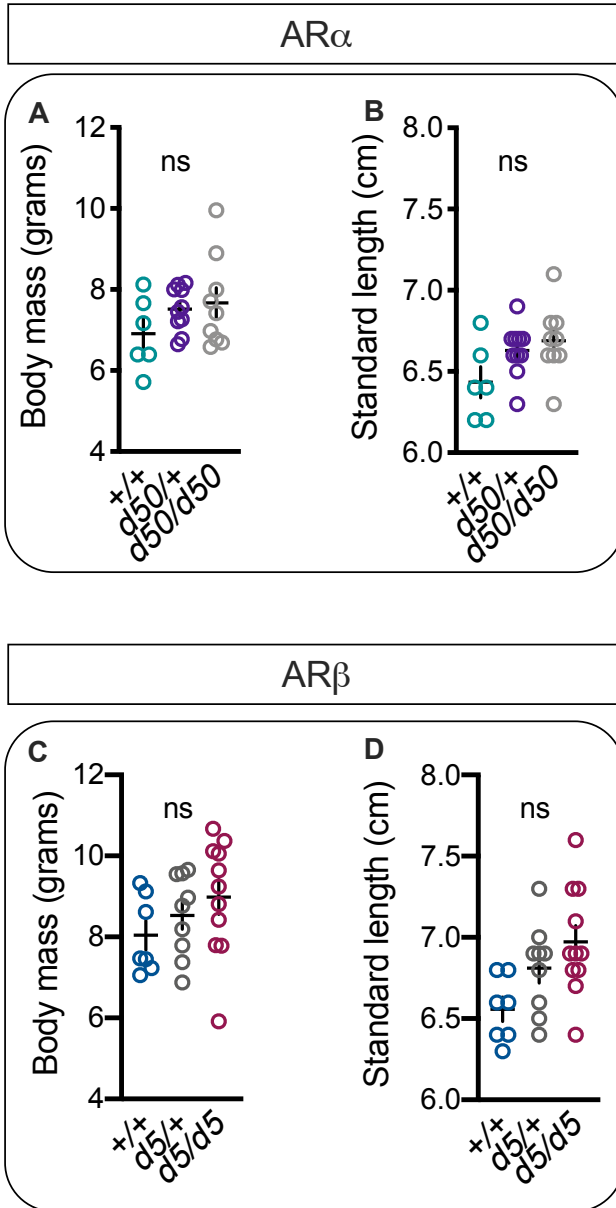 ARα
A
B
Body mass (grams)
12
10
8
6
4
ns
+/+
d50/+
d50/d50
Standard length (cm)
8.0
7.5
7.0
6.5
6.0
ns
+/+
d50/+
d50/d50
ARβ
C
D
Body mass (grams)
12
10
8
6
4
ns
+/+
d5/+
d5/d5
Standard length (cm)
8.0
7.5
7.0
6.5
6.0
ns
+/+
d5/+
d5/d5